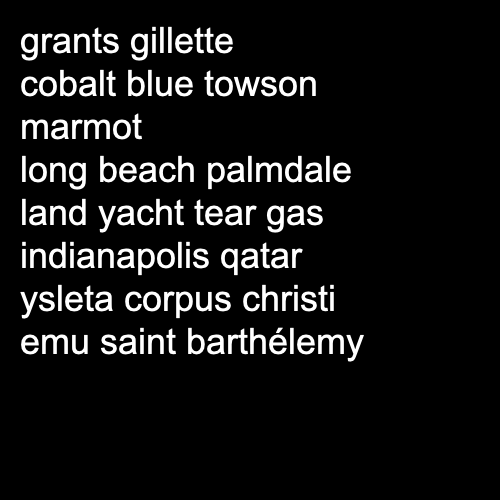 grants gillette
cobalt blue towson
marmot
long beach palmdale
land yacht tear gas
indianapolis qatar
ysleta corpus christi
emu saint barthélemy